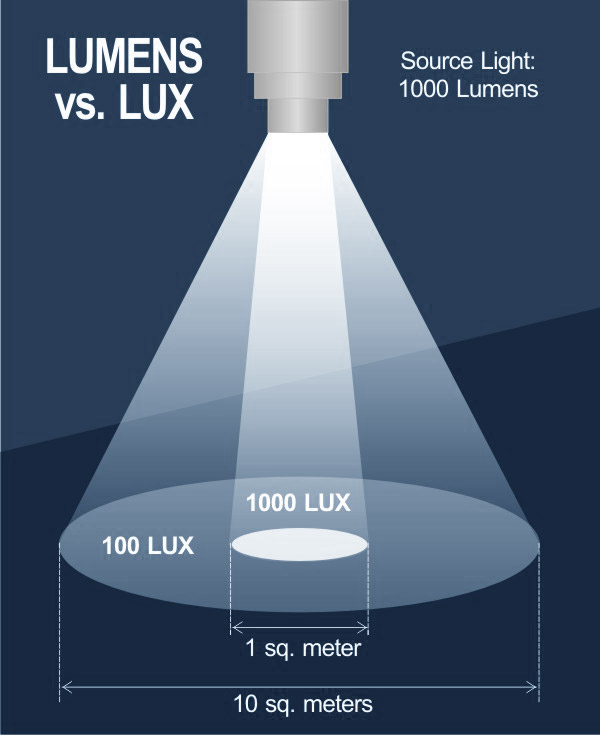 LUMENS
vs. LUX
Source Light:
1000 Lumens
1000 LUX
100 LUX
1 sq. meter
10 sq. meters